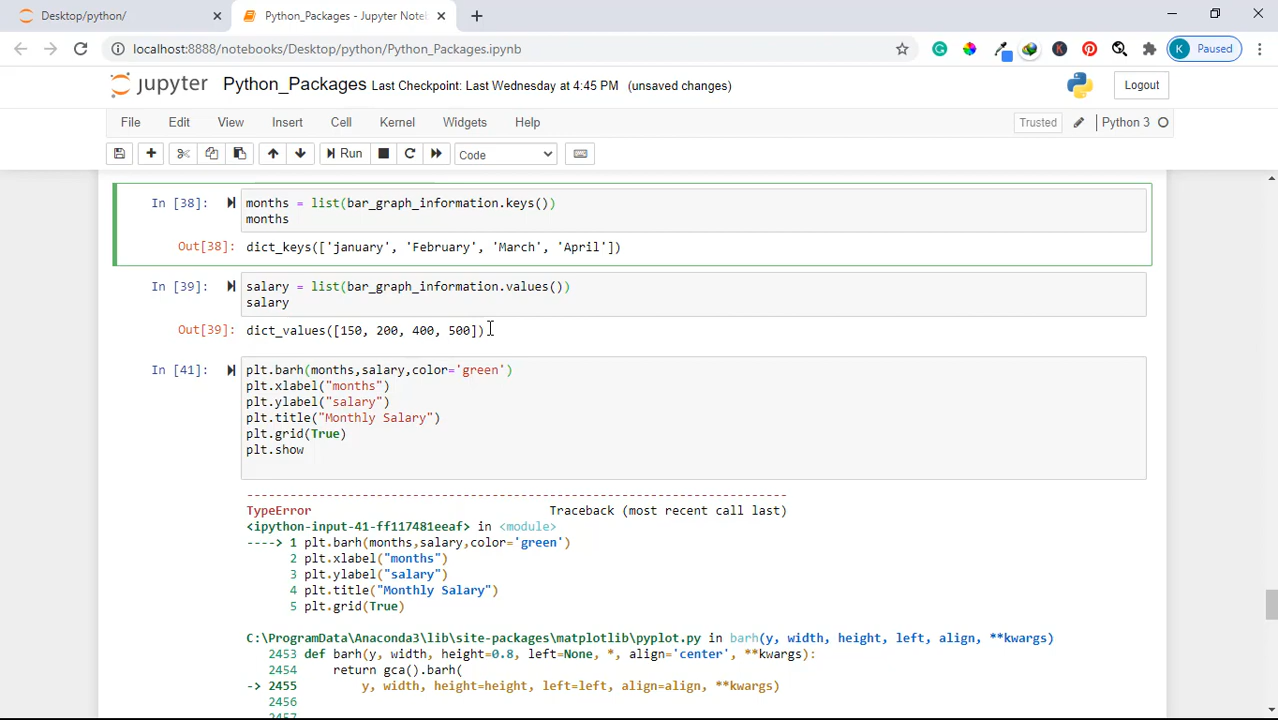 Desktop/python/
Python_Packages - Jupyter Noteb
localhost:8888/notebooks/Desktop/python/Python_Packages.ipynb
K Paused
jupyter Python_Packages Last Checkpoint: Last Wednesday at 4:45 PM (unsaved changes)
Logout
File Edit View Insert Cell Kernel Widgets Help
Trusted Python 3
Run Code
In [38]: months = list(bar_graph_information.keys())
months
Out[38]: dict_keys(['january', 'February', 'March', 'April'])
In [39]: salary = list(bar_graph_information.values())
salary
Out[39]: dict_values([150, 200, 400, 500])
In [41]: plt.barh(months,salary,color='green')
plt.xlabel("months")
plt.ylabel("salary")
plt.title("Monthly Salary")
plt.grid(True)
plt.show
---------------------------------------------------------------------------
TypeError Traceback (most recent call last)
<ipython-input-41-ff117481eeaf> in <module>
----> 1 plt.barh(months,salary,color='green')
2 plt.xlabel("months")
3 plt.ylabel("salary")
4 plt.title("Monthly Salary")
5 plt.grid(True)
C:\ProgramData\Anaconda3\lib\site-packages\matplotlib\pyplot.py in barh(y, width, height, left, align, **kwargs)
2453 def barh(y, width, height=0.8, left=None, *, align='center', **kwargs):
2454 return gca().barh(
-> 2455 y, width, height=height, left=left, align=align, **kwargs)
2456